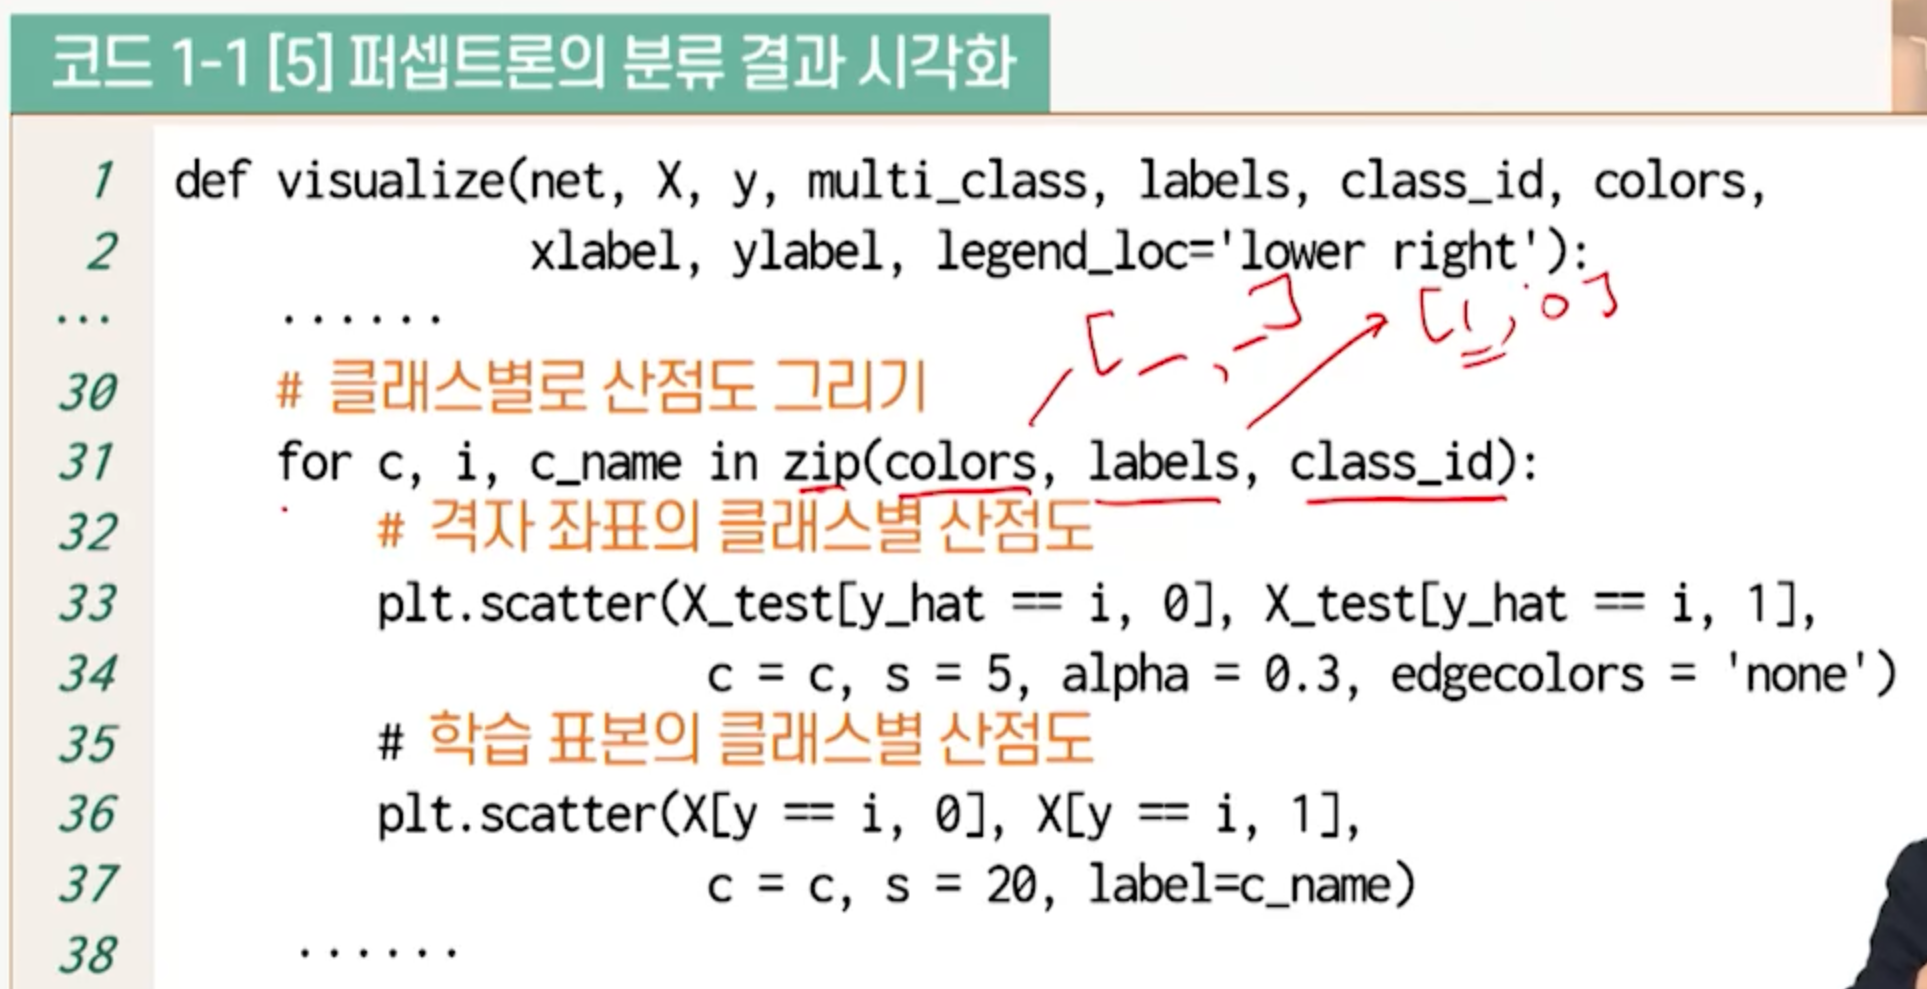 코드 1-1 [5] 퍼셉트론의 분류 결과 시각화
1 def visualize(net, X, y, multi_class, labels, class_id, colors,
2 xlabel, ylabel, legend_loc='lower right'):
... ......
[ _ , _ ] [1, 0]
30 # 클래스별로 산점도 그리기
31 for c, i, c_name in zip(colors, labels, class_id):
32 # 격자 좌표의 클래스별 산점도
33 plt.scatter(X_test[y_hat == i, 0], X_test[y_hat == i, 1],
34 c = c, s = 5, alpha = 0.3, edgecolors = 'none')
35 # 학습 표본의 클래스별 산점도
36 plt.scatter(X[y == i, 0], X[y == i, 1],
37 c = c, s = 20, label=c_name)
38 ......